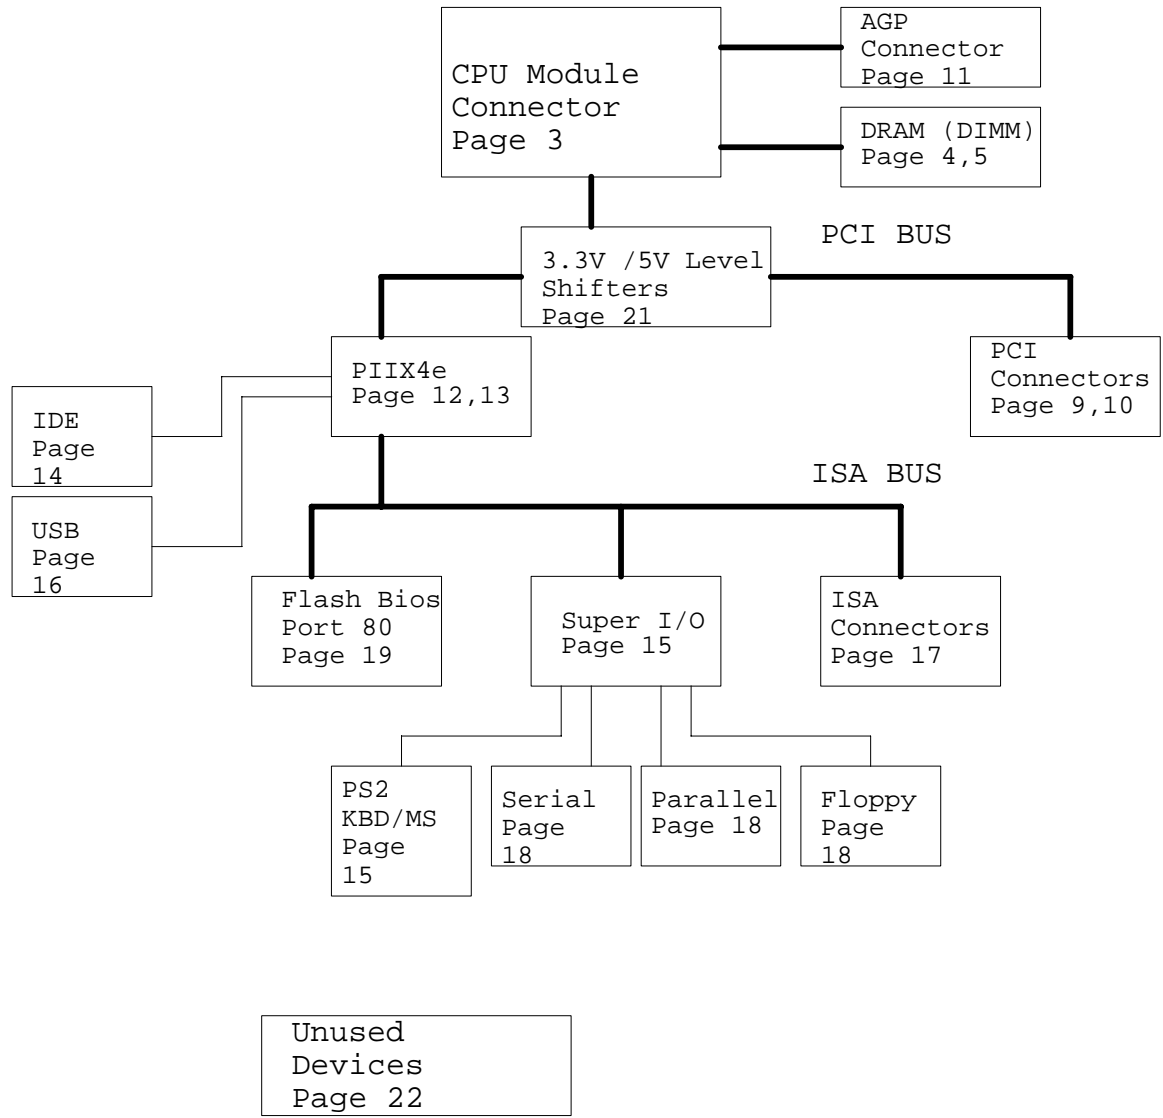 CPU Module
Connector
Page 3
AGP
Connector
Page 11
DRAM (DIMM)
Page 4,5
PCI BUS
3.3V /5V Level
Shifters
Page 21
PIIX4e
Page 12,13
PCI
Connectors
Page 9,10
IDE
Page
14
ISA BUS
USB
Page
16
Flash Bios
Port 80
Page 19
Super I/O
Page 15
ISA
Connectors
Page 17
PS2
KBD/MS
Page
15
Serial
Page
18
Parallel
Page 18
Floppy
Page
18
Unused
Devices
Page 22